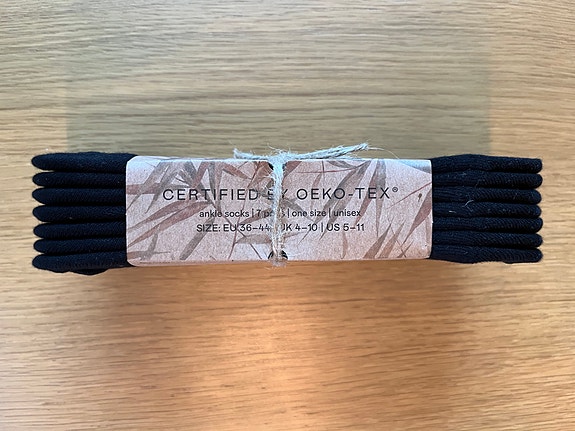 CERTIFIED BY OEKO-TEX®
ankle socks | 7 | one size | unisex
SIZE: EU 36–44 | UK 4–10 | US 5–11